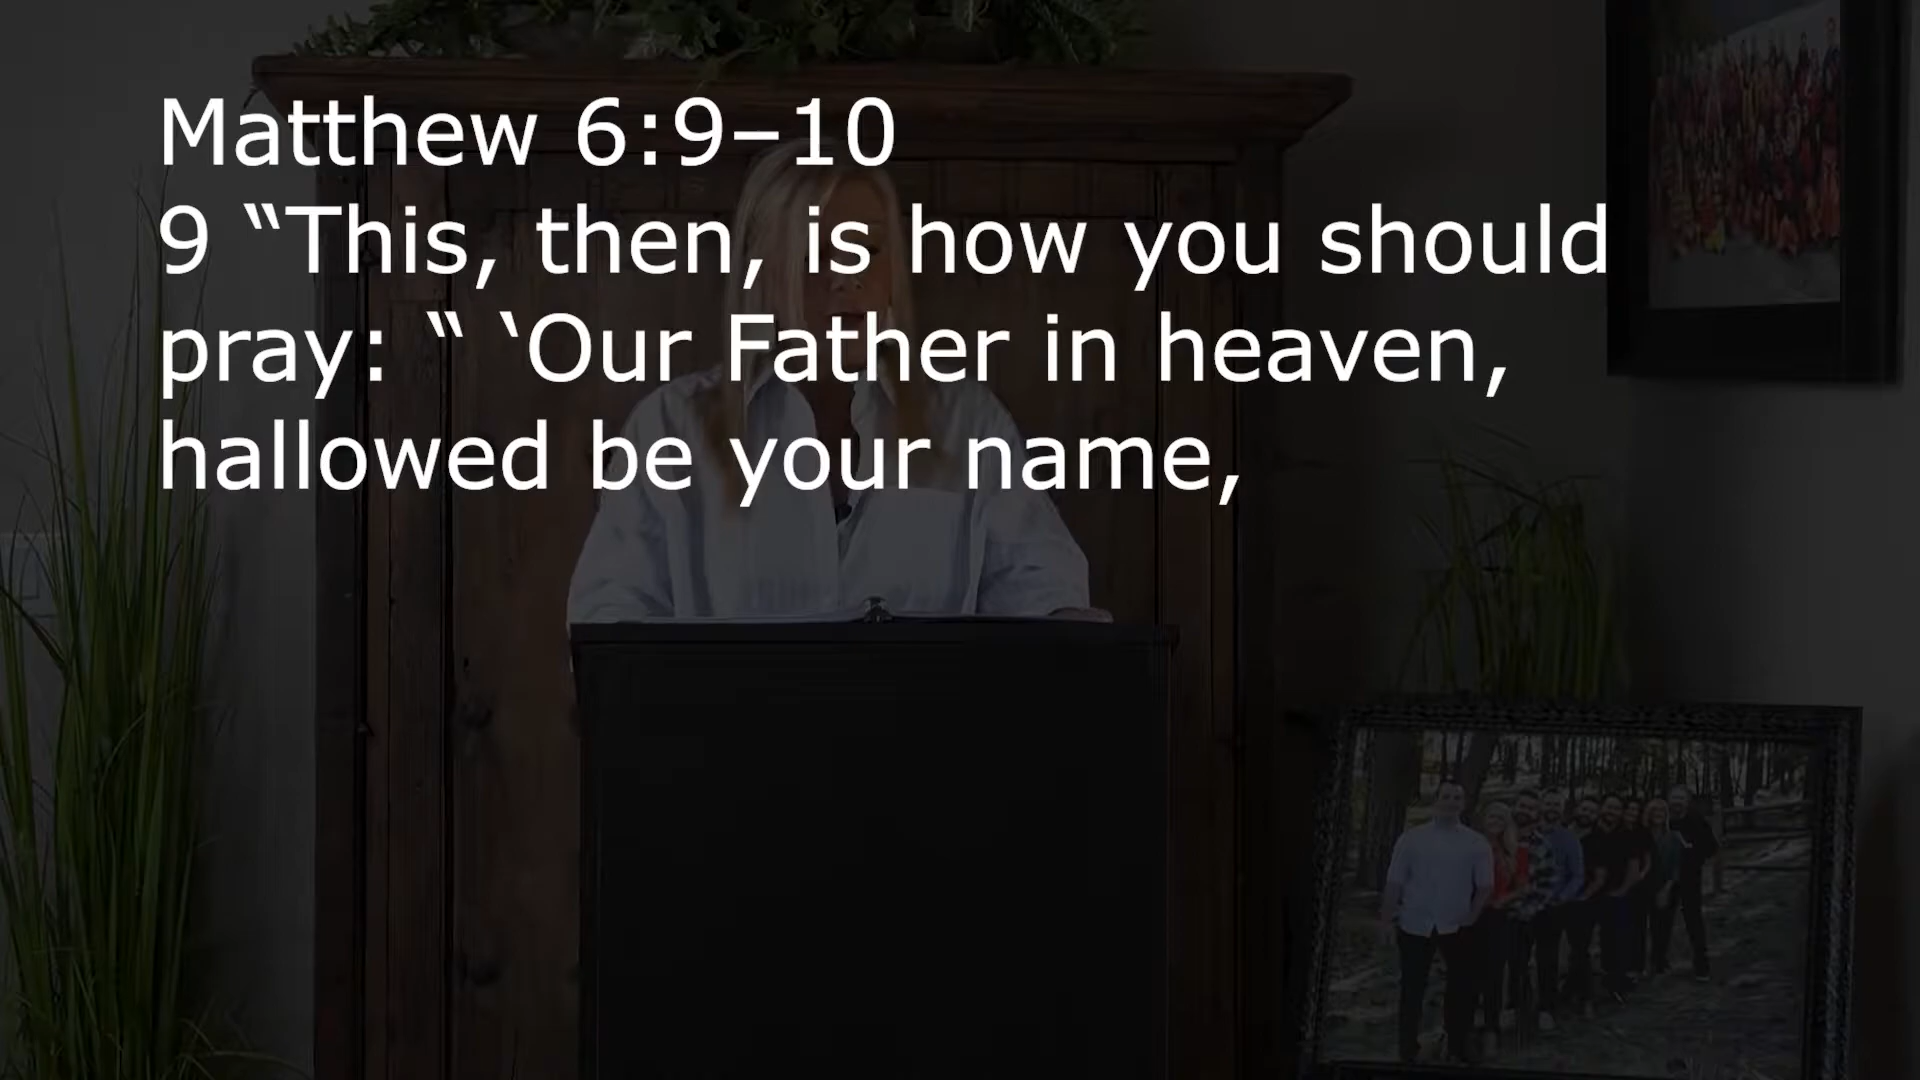 Matthew 6:9–10
9 “This, then, is how you should
pray: “ ‘Our Father in heaven,
hallowed be your name,